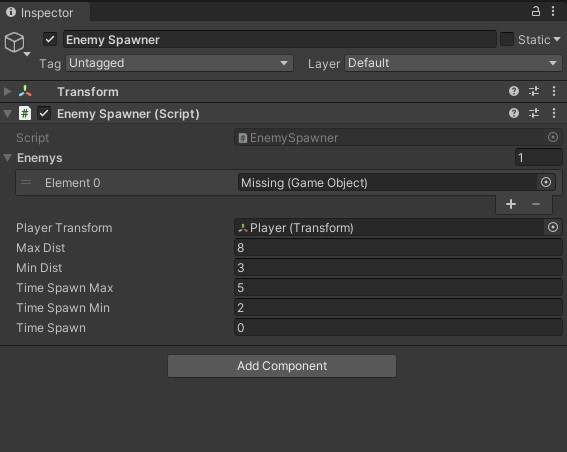 Inspector
Enemy Spawner
Static
Tag Untagged Layer Default
Transform
# Enemy Spawner (Script)
Script # EnemySpawner
Enemys 1
Element 0 Missing (Game Object)
+ −
Player Transform Player (Transform)
Max Dist 8
Min Dist 3
Time Spawn Max 5
Time Spawn Min 2
Time Spawn 0
Add Component